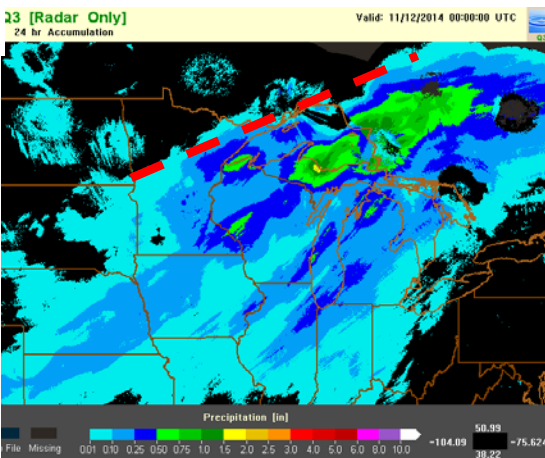 Q3 [Radar Only]
24 hr Accumulation
Valid: 11/12/2014 00:00:00 UTC
Q3
Precipitation [in]
File Missing 0.01 0.10 0.25 0.50 0.75 1.0 1.5 2.0 2.5 3.0 4.0 5.0 6.0 8.0 10.0
50.99
-104.09 -75.624
38.22